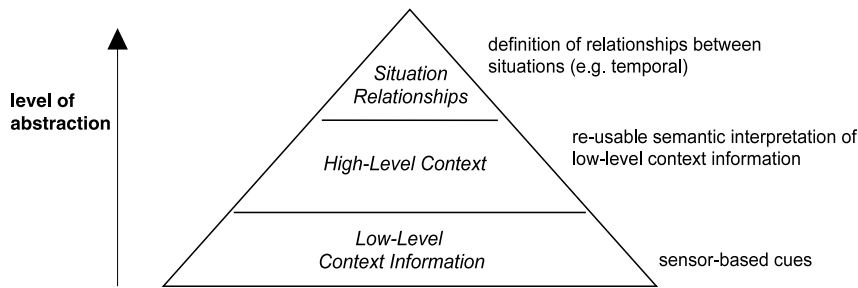 definition of relationships between
situations (e.g. temporal)
Situation
Relationships
level of
abstraction
re-usable semantic interpretation of
low-level context information
High-Level Context
Low-Level
Context Information
sensor-based cues